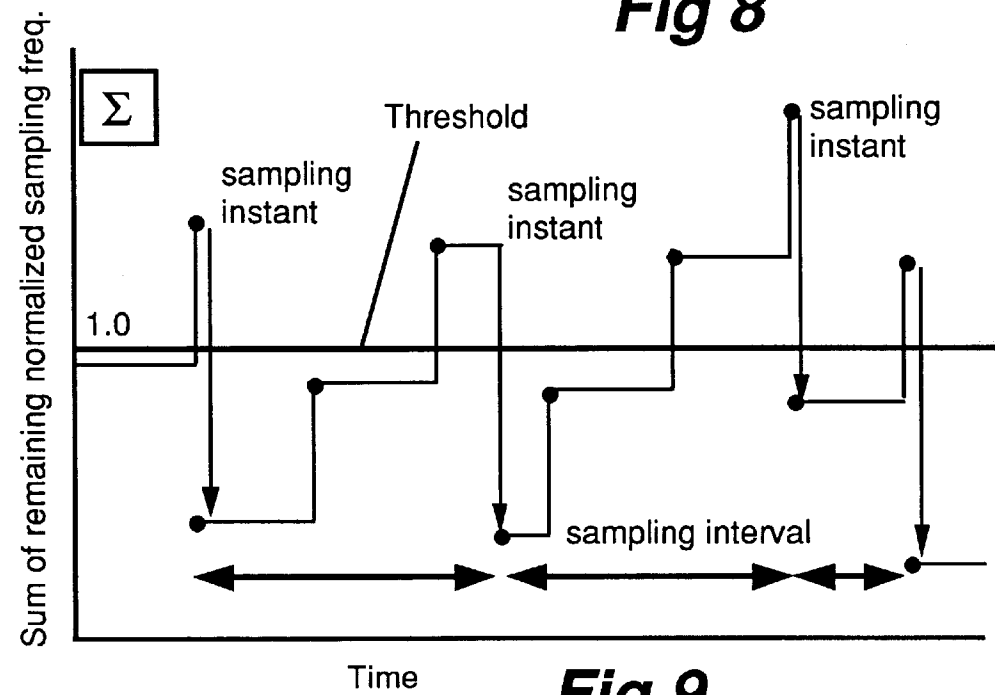 Fig 8
Sum of remaining normalized sampling freq.
Σ
Threshold
sampling
instant
sampling
instant
sampling
instant
1.0
sampling interval
Time
Fig 9